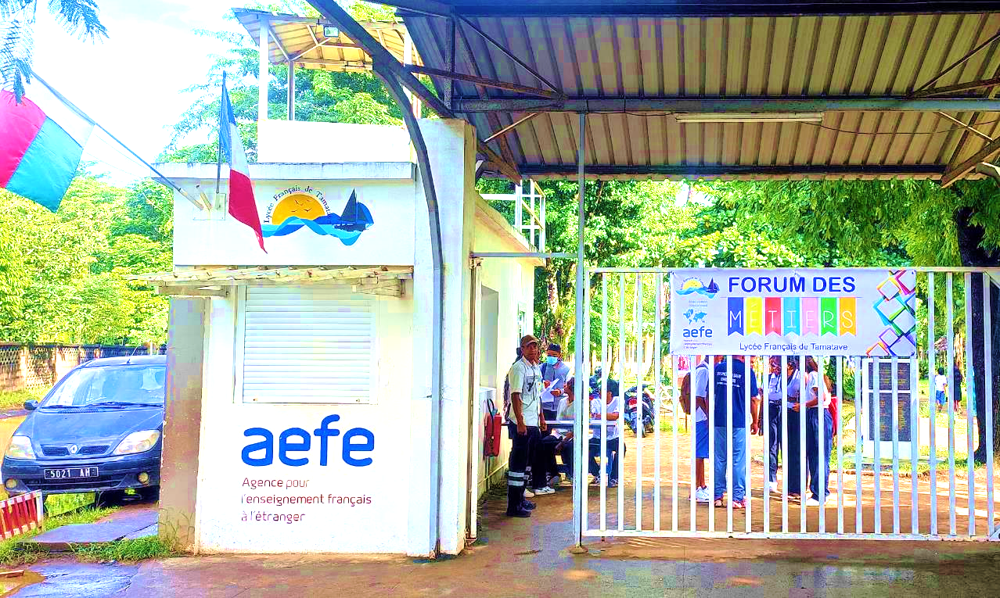 Lycée Français de Tamatave
aefe
Agence pour
l'enseignement français
à l'étranger
5021 AH
FORUM DES
MÉTIERS
aefe
Lycée Français de Tamatave